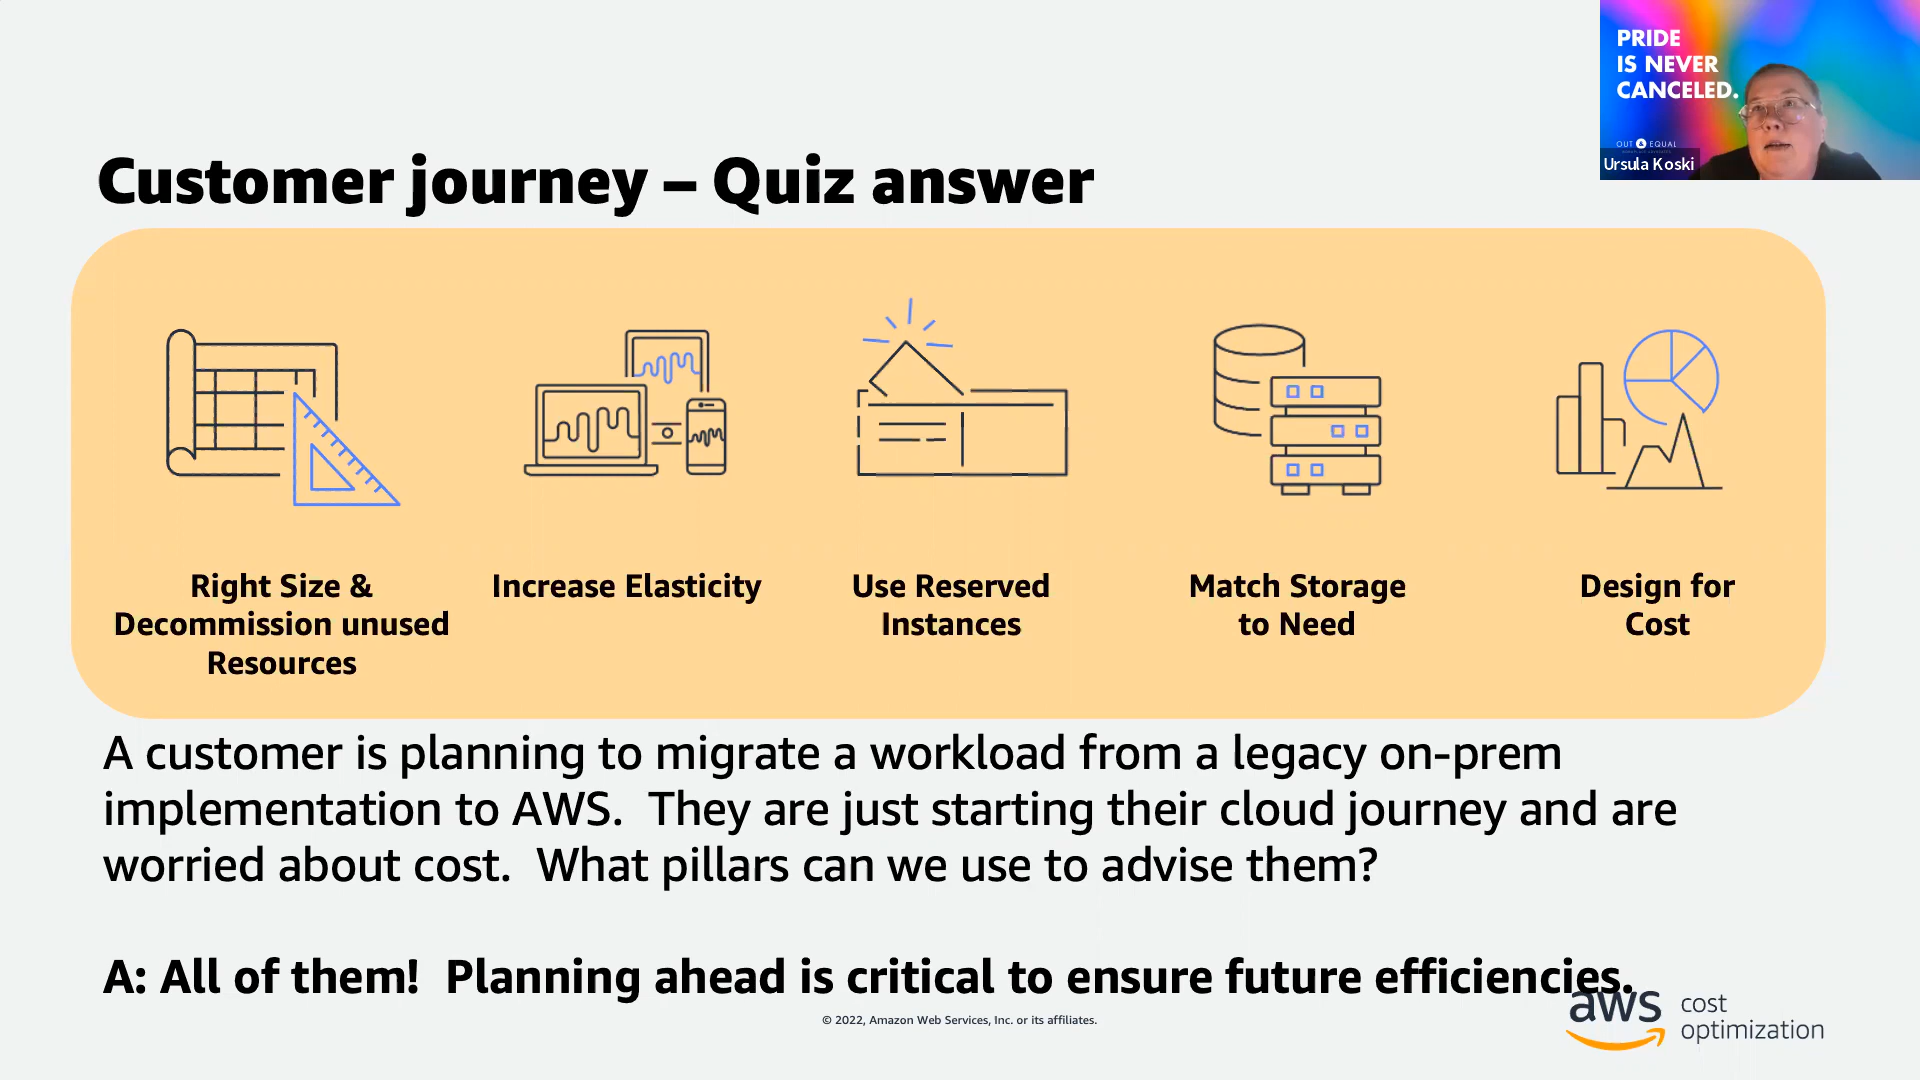 PRIDE
IS NEVER
CANCELED.
OUT & EQUAL
Ursula Koski
Customer journey – Quiz answer
Right Size &
Decommission unused
Resources
Increase Elasticity
Use Reserved
Instances
Match Storage
to Need
Design for
Cost
A customer is planning to migrate a workload from a legacy on-prem
implementation to AWS.  They are just starting their cloud journey and are
worried about cost.  What pillars can we use to advise them?
A: All of them!  Planning ahead is critical to ensure future efficiencies.
© 2022, Amazon Web Services, Inc. or its affiliates.
aws cost
optimization